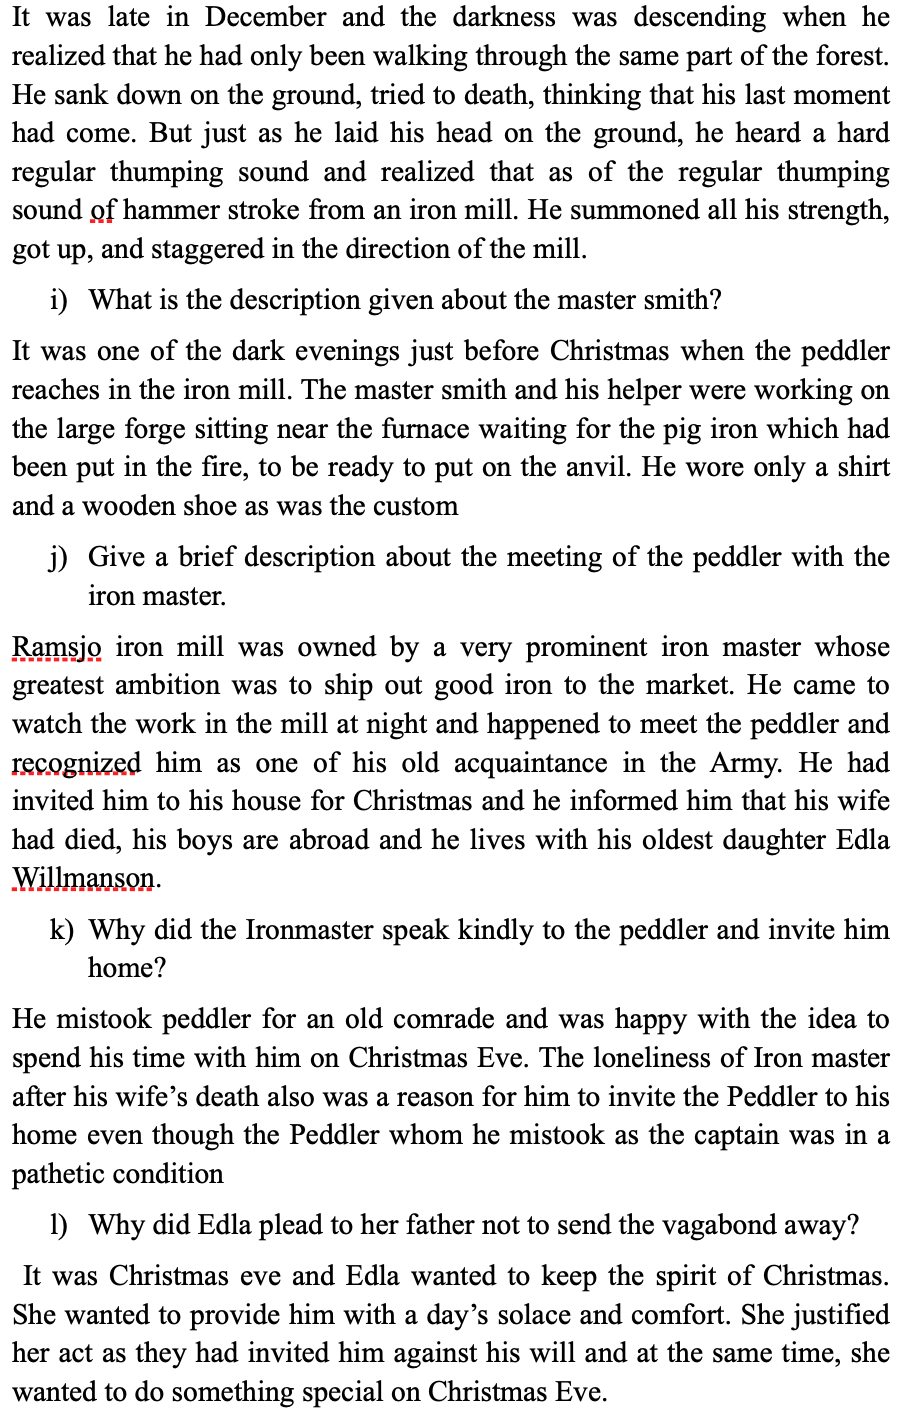 It was late in December and the darkness was descending when he
realized that he had only been walking through the same part of the forest.
He sank down on the ground, tried to death, thinking that his last moment
had come. But just as he laid his head on the ground, he heard a hard
regular thumping sound and realized that as of the regular thumping
sound of hammer stroke from an iron mill. He summoned all his strength,
got up, and staggered in the direction of the mill.
i) What is the description given about the master smith?
It was one of the dark evenings just before Christmas when the peddler
reaches in the iron mill. The master smith and his helper were working on
the large forge sitting near the furnace waiting for the pig iron which had
been put in the fire, to be ready to put on the anvil. He wore only a shirt
and a wooden shoe as was the custom
j) Give a brief description about the meeting of the peddler with the
iron master.
Ramsjo iron mill was owned by a very prominent iron master whose
greatest ambition was to ship out good iron to the market. He came to
watch the work in the mill at night and happened to meet the peddler and
recognized him as one of his old acquaintance in the Army. He had
invited him to his house for Christmas and he informed him that his wife
had died, his boys are abroad and he lives with his oldest daughter Edla
Willmanson.
k) Why did the Ironmaster speak kindly to the peddler and invite him
home?
He mistook peddler for an old comrade and was happy with the idea to
spend his time with him on Christmas Eve. The loneliness of Iron master
after his wife’s death also was a reason for him to invite the Peddler to his
home even though the Peddler whom he mistook as the captain was in a
pathetic condition
l) Why did Edla plead to her father not to send the vagabond away?
It was Christmas eve and Edla wanted to keep the spirit of Christmas.
She wanted to provide him with a day’s solace and comfort. She justified
her act as they had invited him against his will and at the same time, she
wanted to do something special on Christmas Eve.